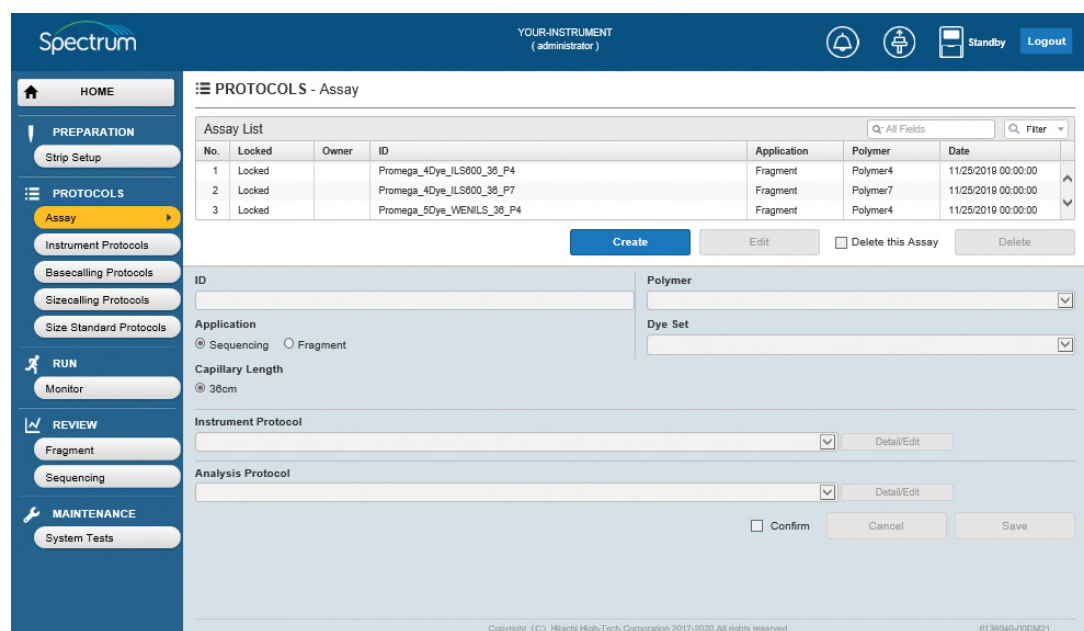 Spectrum
YOUR-INSTRUMENT
( administrator )
Standby
Logout
HOME
PREPARATION
Strip Setup
PROTOCOLS
Assay
Instrument Protocols
Basecalling Protocols
Sizecalling Protocols
Size Standard Protocols
RUN
Monitor
REVIEW
Fragment
Sequencing
MAINTENANCE
System Tests
PROTOCOLS - Assay
Assay List All Fields Filter
No. Locked Owner ID Application Polymer Date
1 Locked Promega_4Dye_ILS600_36_P4 Fragment Polymer4 11/25/2019 00:00:00
2 Locked Promega_4Dye_ILS600_36_P7 Fragment Polymer7 11/25/2019 00:00:00
3 Locked Promega_5Dye_WENILS_36_P4 Fragment Polymer4 11/25/2019 00:00:00
Create Edit Delete this Assay Delete
ID Polymer
Application Dye Set
Sequencing Fragment
Capillary Length
36cm
Instrument Protocol
Detail/Edit
Analysis Protocol
Detail/Edit
Confirm Cancel Save
Copyright (C) Hitachi High-Tech Corporation 2017-2020 All rights reserved. 6138040-00DM21